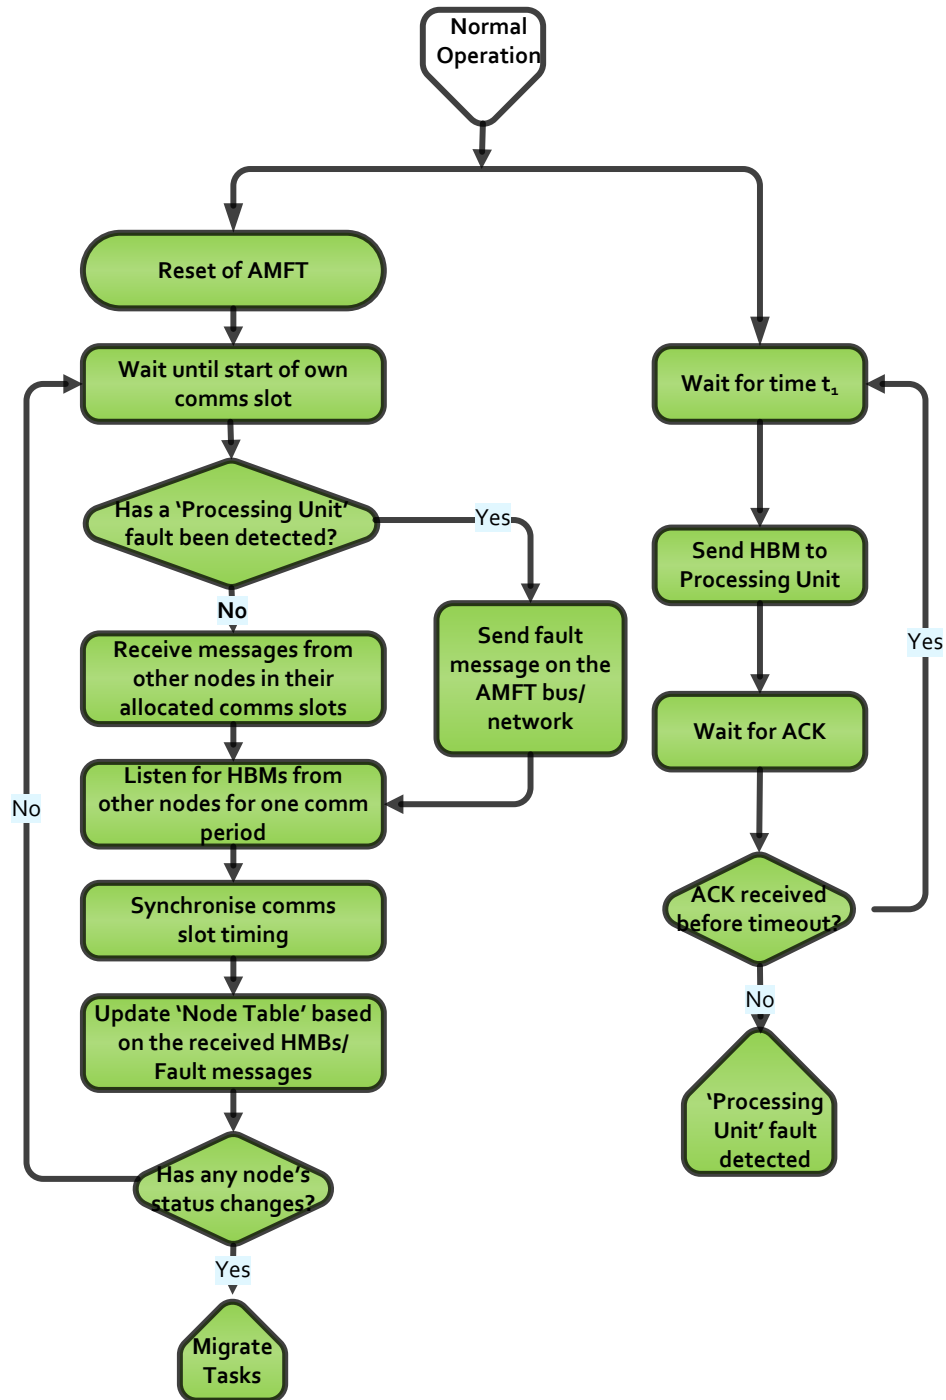 Normal
Operation
Reset of AMFT
Wait until start of own
comms slot
Has a ‘Processing Unit’
fault been detected?
Yes
No
Receive messages from
other nodes in their
allocated comms slots
Send fault
message on the
AMFT bus/
network
Listen for HBMs from
other nodes for one comm
period
Synchronise comms
slot timing
Update ‘Node Table’ based
on the received HMBs/
Fault messages
Has any node's
status changes?
No
Yes
Migrate
Tasks
Wait for time t₁
Send HBM to
Processing Unit
Wait for ACK
ACK received
before timeout?
Yes
No
‘Processing
Unit’ fault
detected